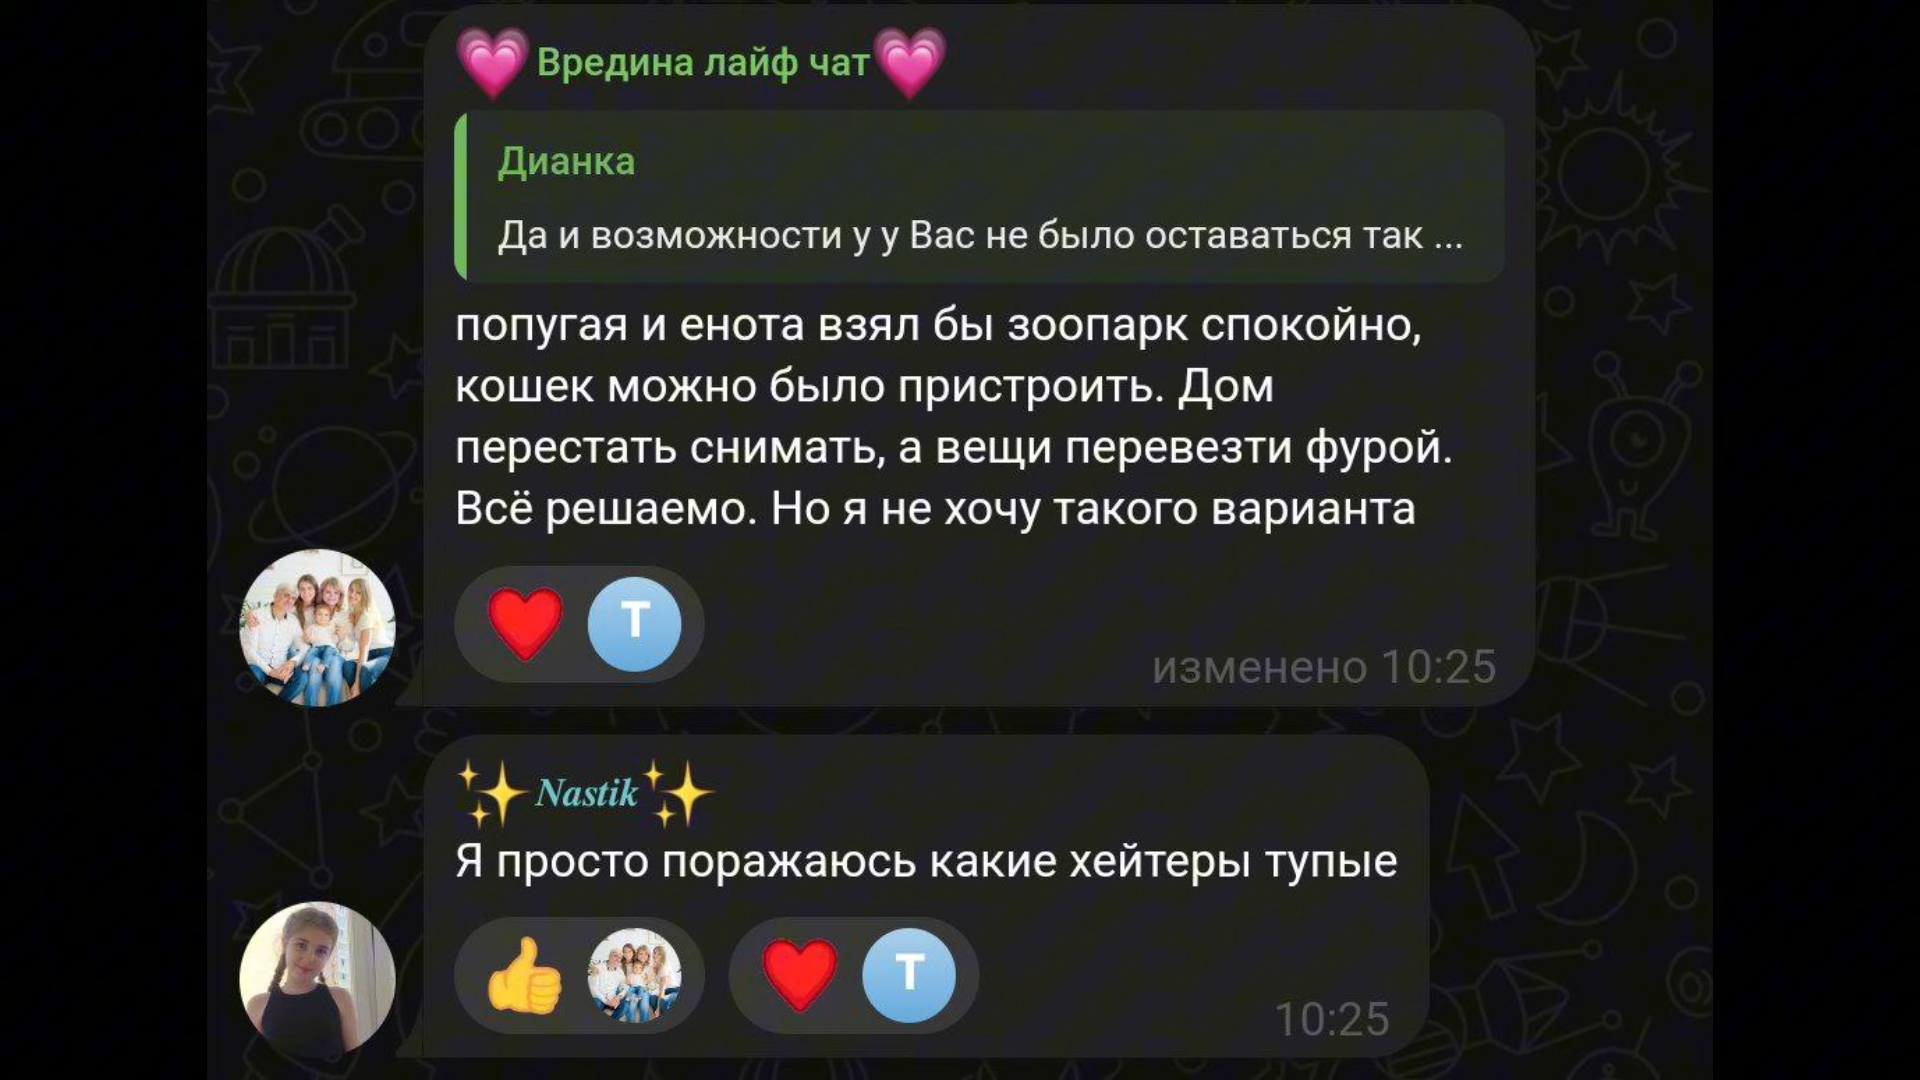 Вредина лайф чат
Дианка
Да и возможности у у Вас не было оставаться так ...
попугая и енота взял бы зоопарк спокойно,
кошек можно было пристроить. Дом
перестать снимать, а вещи перевезти фурой.
Всё решаемо. Но я не хочу такого варианта
T
изменено 10:25
Nastik
Я просто поражаюсь какие хейтеры тупые
T
10:25